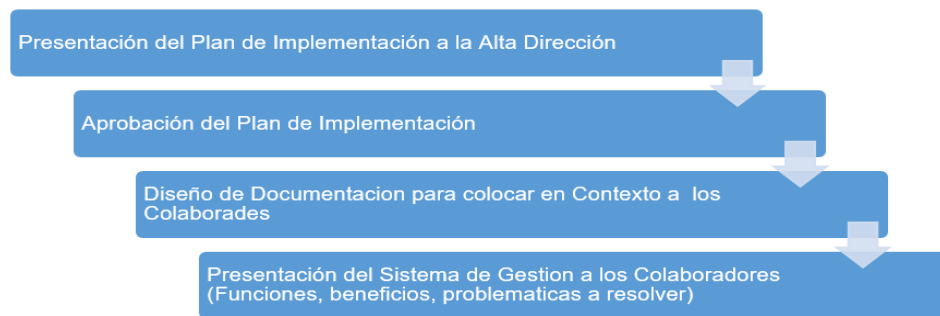 Presentación del Plan de Implementación a la Alta Dirección
Aprobación del Plan de Implementación
Diseño de Documentacion para colocar en Contexto a los
Colaborades
Presentación del Sistema de Gestion a los Colaboradores
(Funciones, beneficios, problematicas a resolver)